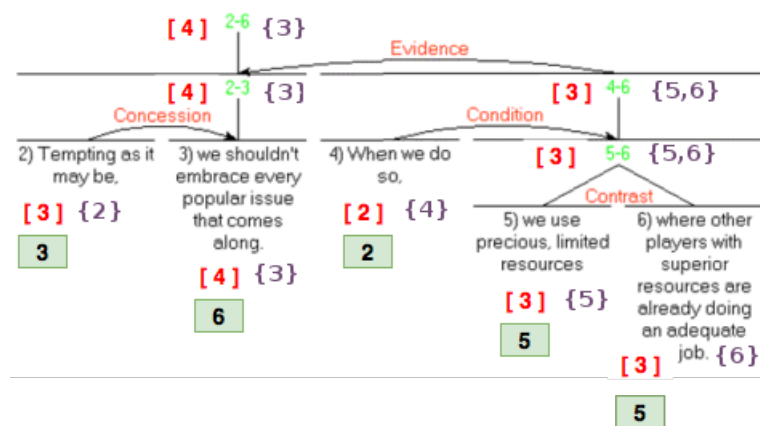 [ 4 ] 2-6 {3}
Evidence
[ 4 ] 2-3 {3}
[ 3 ] 4-6 {5,6}
Concession
Condition
2) Tempting as it
may be,
[ 3 ] {2}
3
3) we shouldn't
embrace every
popular issue
that comes
along.
[ 4 ] {3}
6
4) When we do
so,
[ 2 ] {4}
2
[ 3 ] 5-6 {5,6}
Contrast
5) we use
precious, limited
resources
[ 3 ] {5}
5
6) where other
players with
superior
resources are
already doing
an adequate
job. {6}
[ 3 ]
5